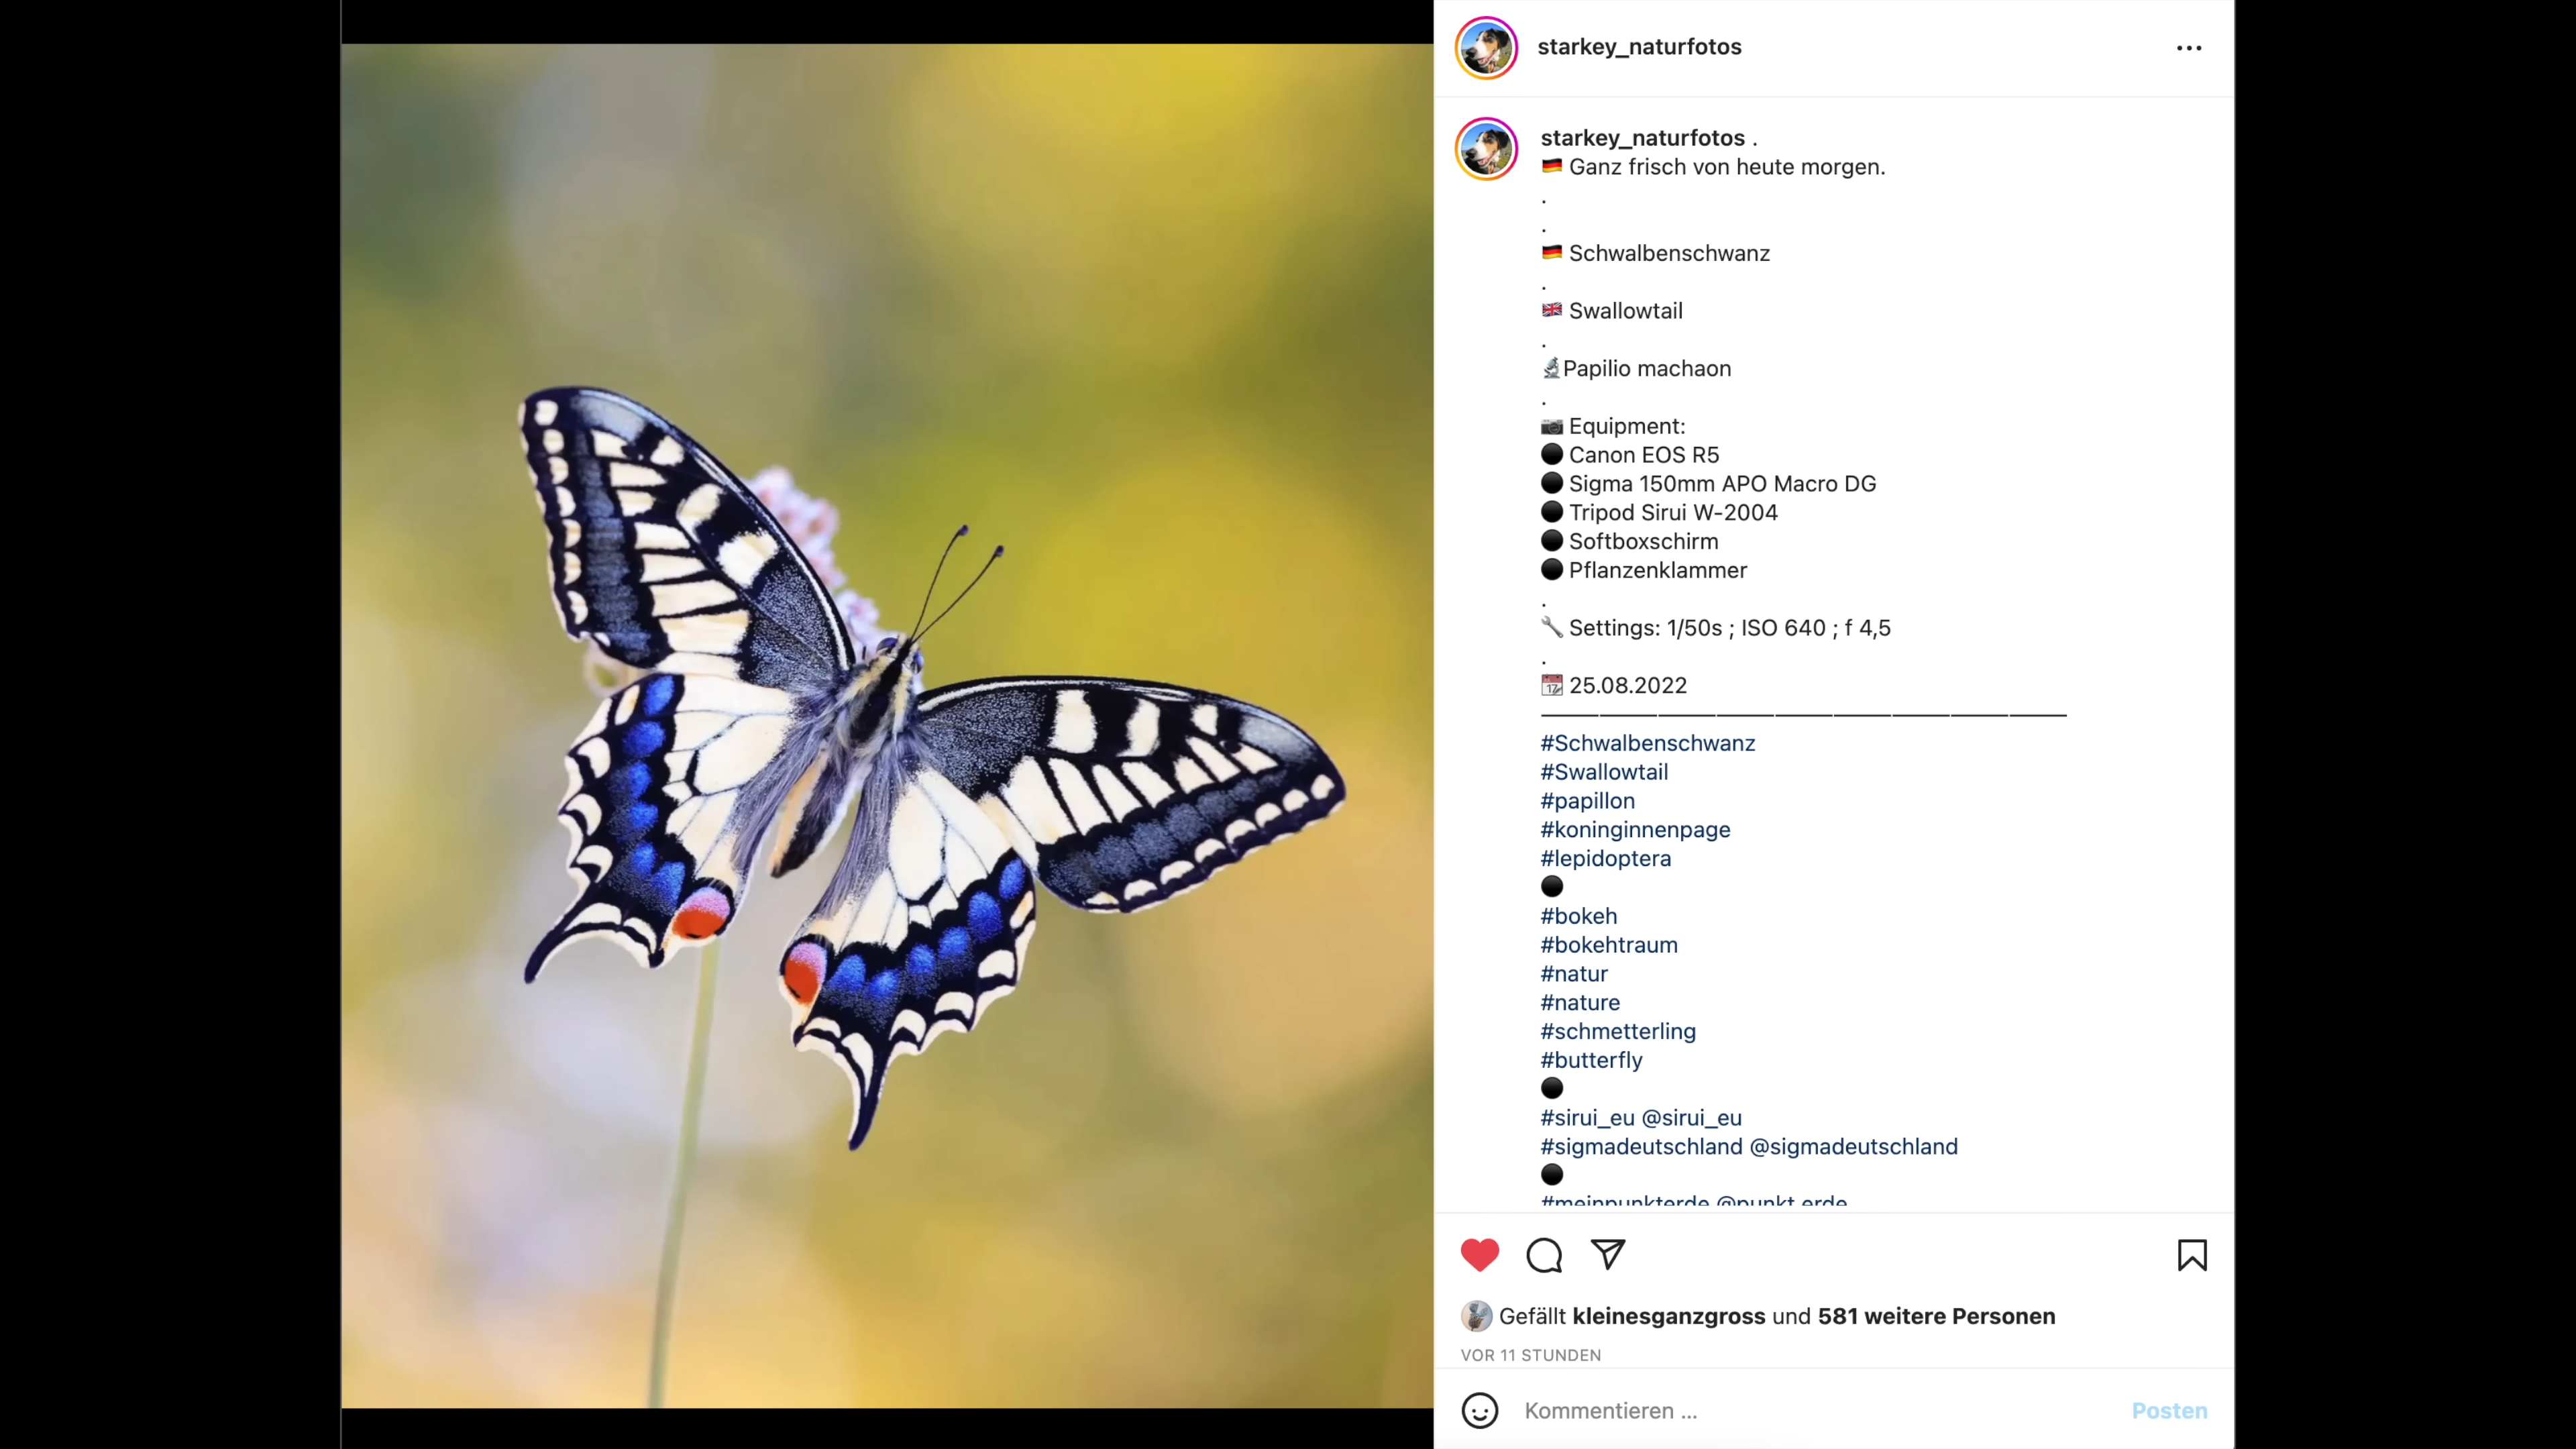 starkey_naturfotos
starkey_naturfotos .
🇩🇪 Ganz frisch von heute morgen.
.
.
🇩🇪 Schwalbenschwanz
.
🇬🇧 Swallowtail
.
🔬Papilio machaon
.
📷 Equipment:
⚫ Canon EOS R5
⚫ Sigma 150mm APO Macro DG
⚫ Tripod Sirui W-2004
⚫ Softboxschirm
⚫ Pflanzenklammer
.
🔧 Settings: 1/50s ; ISO 640 ; f 4,5
.
📆 25.08.2022
—————————
#Schwalbenschwanz
#Swallowtail
#papillon
#koninginnenpage
#lepidoptera
⚫
#bokeh
#bokehtraum
#natur
#nature
#schmetterling
#butterfly
⚫
#sirui_eu @sirui_eu
#sigmadeutschland @sigmadeutschland
⚫
#meinpunkterde @punkt.erde
Gefällt kleinesganzgross und 581 weitere Personen
VOR 11 STUNDEN
Kommentieren ...
Posten